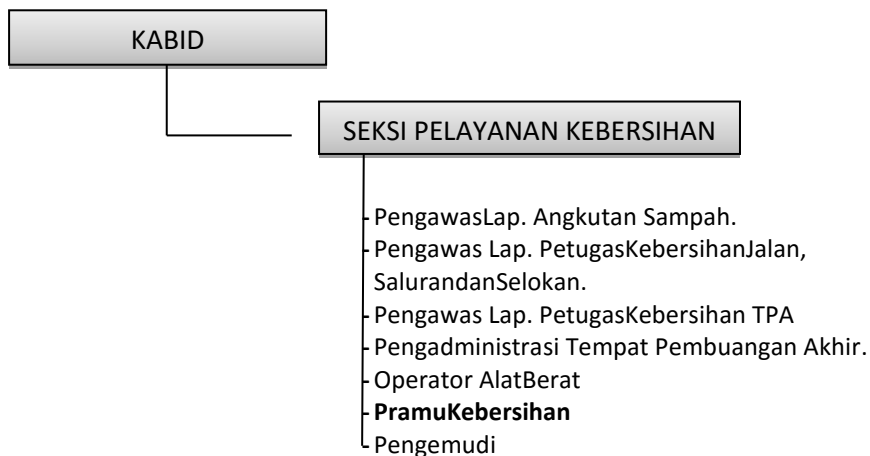 KABID
SEKSI PELAYANAN KEBERSIHAN
- PengawasLap. Angkutan Sampah.
- Pengawas Lap. PetugasKebersihanJalan,
SalurandanSelokan.
- Pengawas Lap. PetugasKebersihan TPA
- Pengadministrasi Tempat Pembuangan Akhir.
- Operator AlatBerat
- PramuKebersihan
- Pengemudi